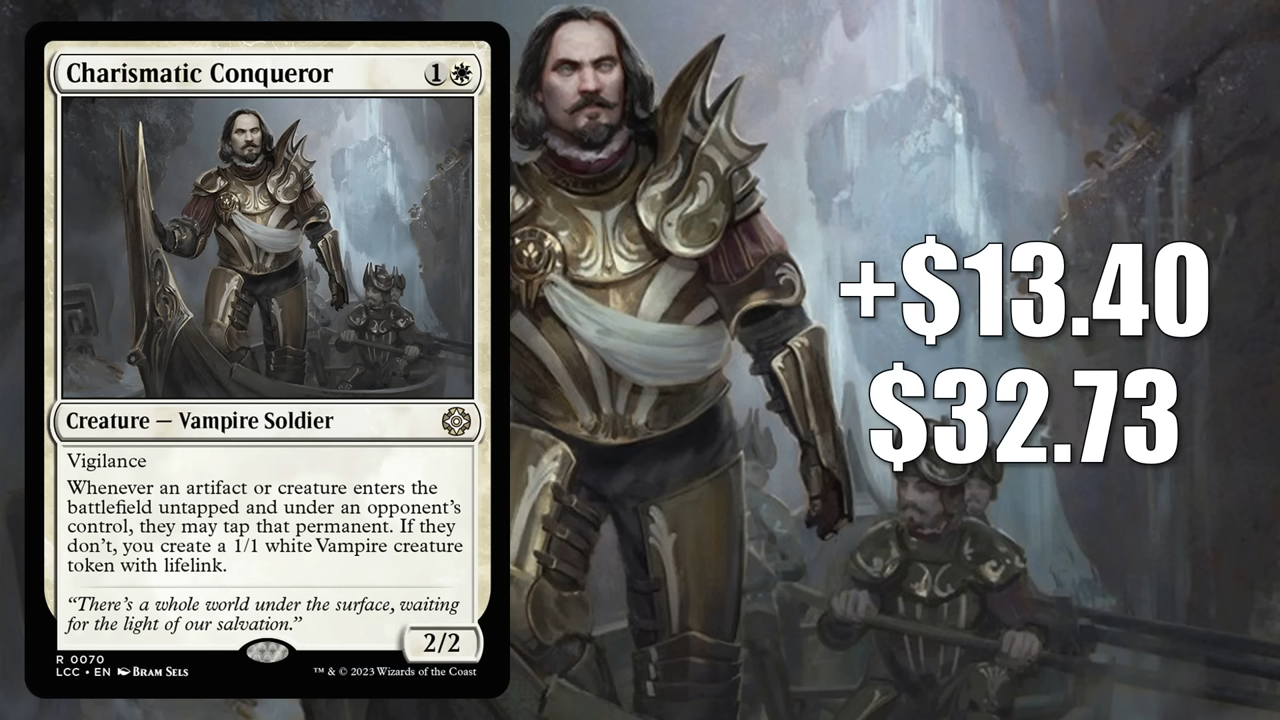 Charismatic Conqueror 1
Creature — Vampire Soldier
Vigilance
Whenever an artifact or creature enters the
battlefield untapped and under an opponent’s
control, they may tap that permanent. If they
don’t, you create a 1/1 white Vampire creature
token with lifelink.
“There’s a whole world under the surface, waiting
for the light of our salvation.”
2/2
R 0070
LCC • EN Bram Sels
™ & © 2023 Wizards of the Coast
+$13.40
$32.73